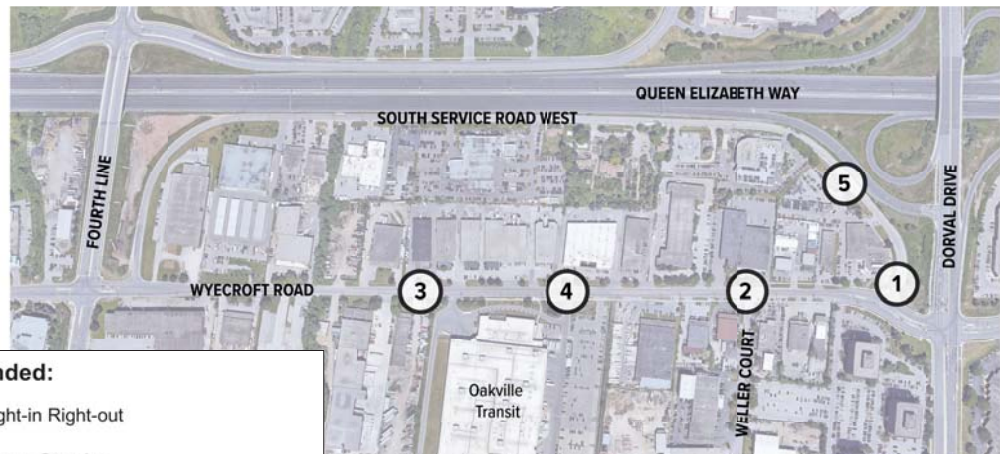 QUEEN ELIZABETH WAY
SOUTH SERVICE ROAD WEST
FOURTH LINE
DORVAL DRIVE
5
WYECROFT ROAD
3
4
2
1
WELLER COURT
Oakville
Transit
nded:
ght-in Right-out